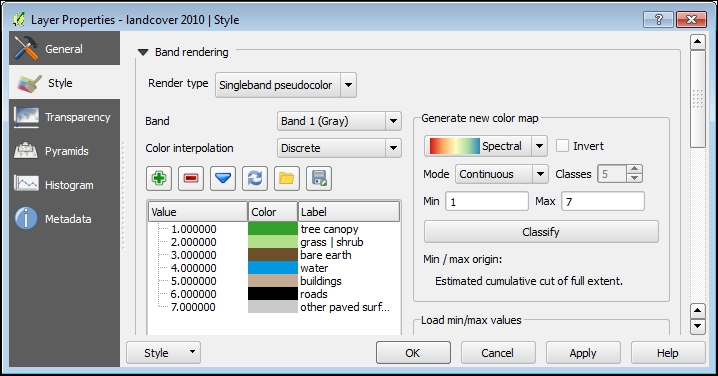 Layer Properties - landcover 2010 | Style
?
General
Style
Transparency
Pyramids
Histogram
Metadata
Band rendering
Render type Singleband pseudocolor
Band Band 1 (Gray)
Color interpolation Discrete
Value Color Label
1.000000 tree canopy
2.000000 grass | shrub
3.000000 bare earth
4.000000 water
5.000000 buildings
6.000000 roads
7.000000 other paved surf...
Generate new color map
Spectral Invert
Mode Continuous Classes 5
Min 1 Max 7
Classify
Min / max origin:
Estimated cumulative cut of full extent.
Load min/max values
Style OK Cancel Apply Help